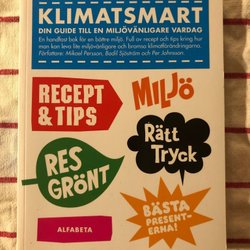 KLIMATSMART
DIN GUIDE TILL EN MILJÖVÄNLIGARE VARDAG
En handfast bok för en bättre miljö. Full av recept och tips kring hur
man kan leva lite miljövänligare och bromsa klimatförändringarna.
Författare: Mikael Persson, Bodil Sjöström och Per Johnsson.
RECEPT
& TIPS
MILJÖ
Rätt
Tryck
RES
GRÖNT
BÄSTA
PRESENT-
ERNA!
ALFABETA